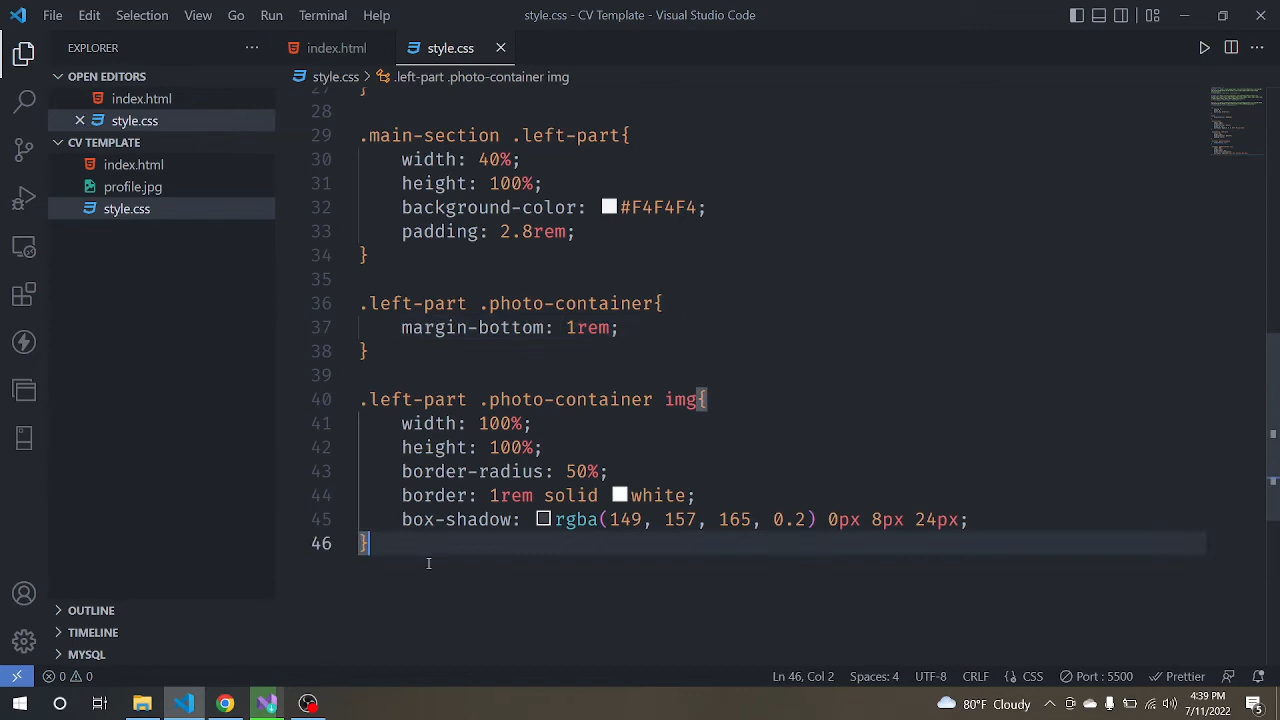 File Edit Selection View Go Run Terminal Help style.css - CV Template - Visual Studio Code
EXPLORER
index.html
style.css
OPEN EDITORS
style.css > .left-part .photo-container img
index.html
style.css
CV TEMPLATE
index.html
profile.jpg
style.css
27 }
28
29 .main-section .left-part{
30 width: 40%;
31 height: 100%;
32 background-color: #F4F4F4;
33 padding: 2.8rem;
34 }
35
36 .left-part .photo-container{
37 margin-bottom: 1rem;
38 }
39
40 .left-part .photo-container img{
41 width: 100%;
42 height: 100%;
43 border-radius: 50%;
44 border: 1rem solid white;
45 box-shadow: rgba(149, 157, 165, 0.2) 0px 8px 24px;
46 }
OUTLINE
TIMELINE
MYSQL
0 0 Ln 46, Col 2 Spaces: 4 UTF-8 CRLF {} CSS Port : 5500 Prettier
88°F Cloudy
4:39 PM
7/11/2022
5